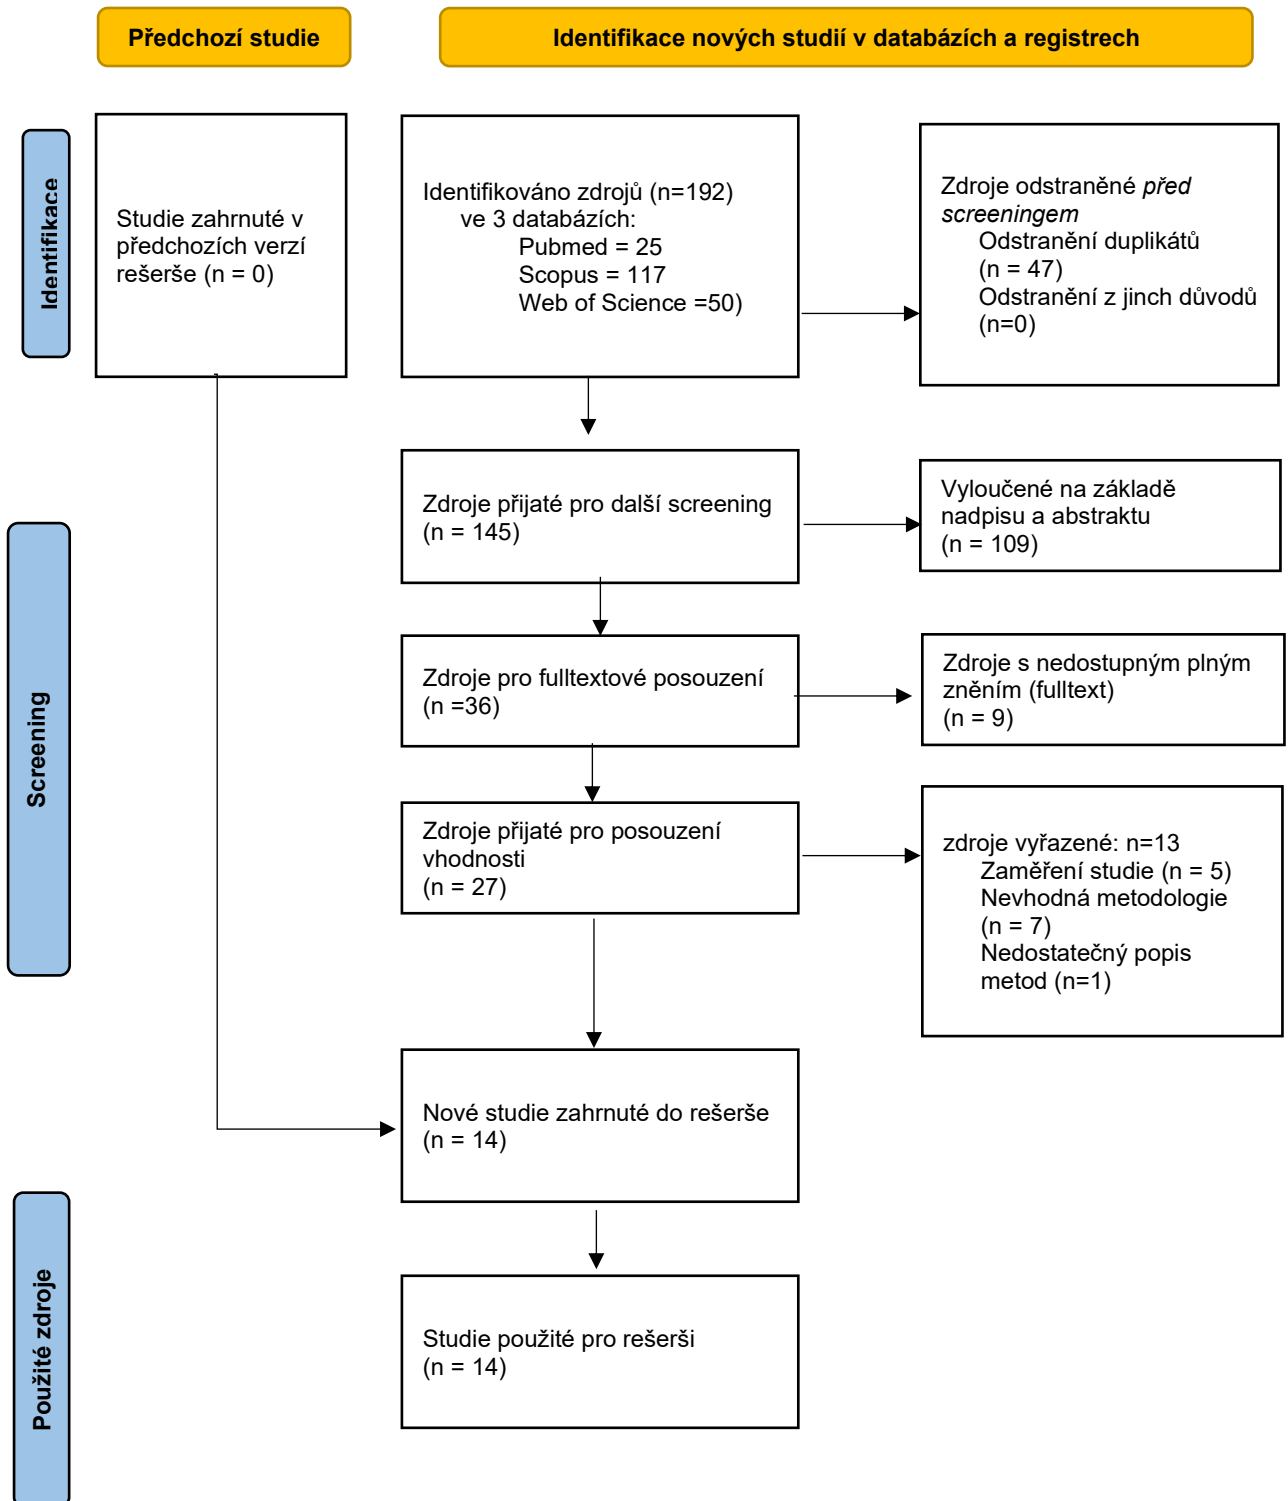 Předchozí studie
Identifikace nových studií v databázích a registrech
Identifikace
Studie zahrnuté v
předchozích verzí
rešerše (n = 0)
Identifikováno zdrojů (n=192)
ve 3 databázích:
Pubmed = 25
Scopus = 117
Web of Science =50)
Zdroje odstraněné před
screeningem
Odstranění duplikátů
(n = 47)
Odstranění z jinch důvodů
(n=0)
Screening
Zdroje přijaté pro další screening
(n = 145)
Vyloučené na základě
nadpisu a abstraktu
(n = 109)
Zdroje pro fulltextové posouzení
(n =36)
Zdroje s nedostupným plným
zněním (fulltext)
(n = 9)
Zdroje přijaté pro posouzení
vhodnosti
(n = 27)
zdroje vyřazené: n=13
Zaměření studie (n = 5)
Nevhodná metodologie
(n = 7)
Nedostatečný popis
metod (n=1)
Nové studie zahrnuté do rešerše
(n = 14)
Použité zdroje
Studie použité pro rešerši
(n = 14)